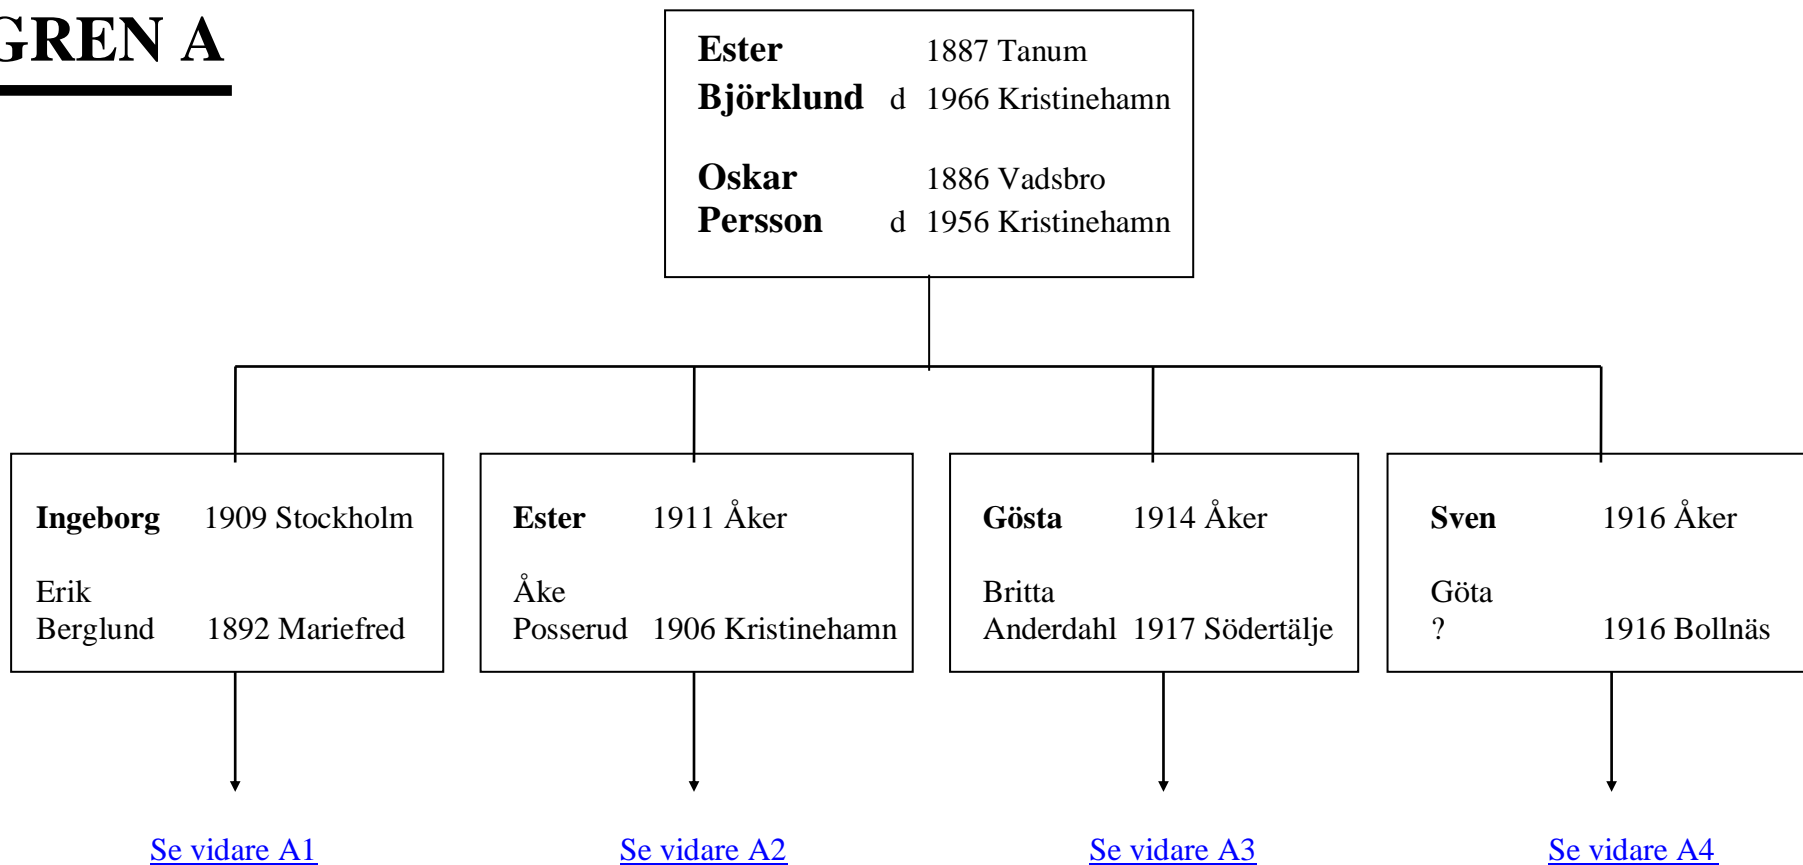 GREN A
Ester 1887 Tanum
Björklund d 1966 Kristinehamn
Oskar 1886 Vadsbro
Persson d 1956 Kristinehamn
Ingeborg 1909 Stockholm
Erik
Berglund 1892 Mariefred
Ester 1911 Åker
Åke
Posserud 1906 Kristinehamn
Gösta 1914 Åker
Britta
Anderdahl 1917 Södertälje
Sven 1916 Åker
Göta
? 1916 Bollnäs
Se vidare A1
Se vidare A2
Se vidare A3
Se vidare A4